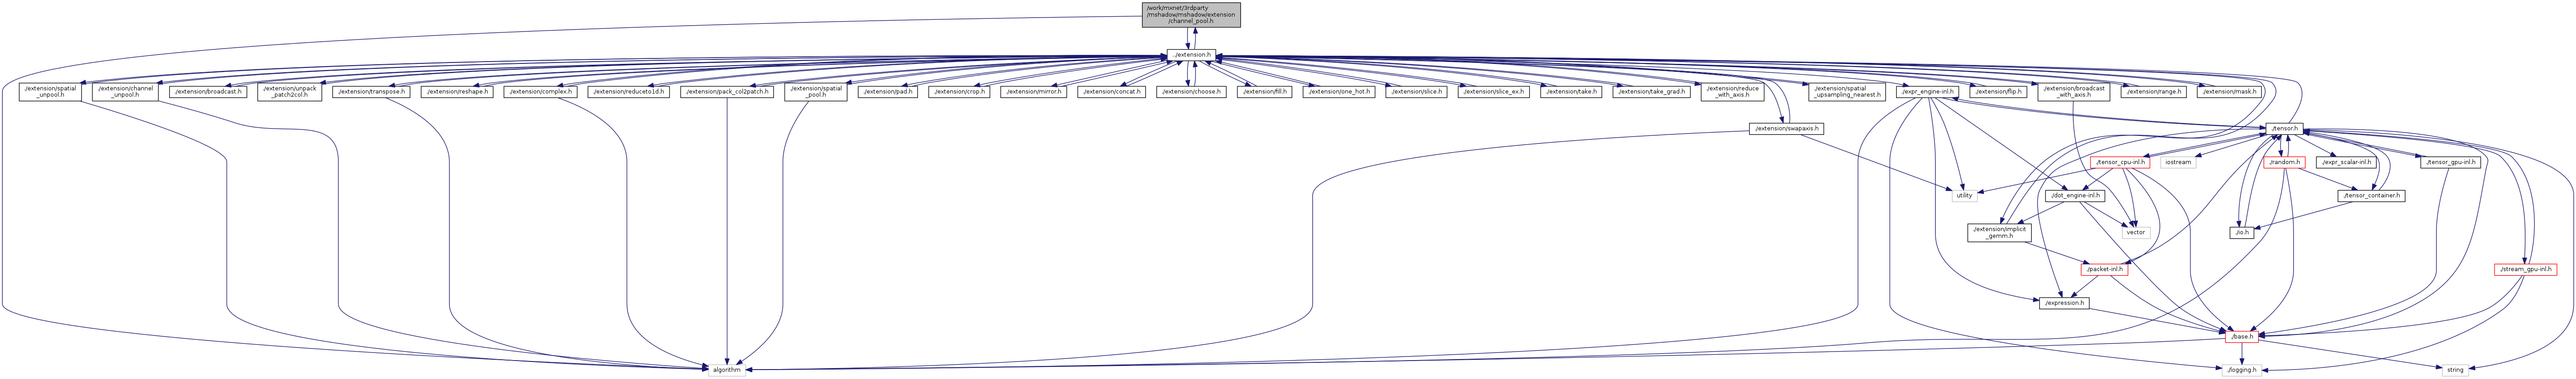 /work/mxnet/3rdparty
/mshadow/mshadow/extension
/channel_pool.h
./extension.h
./extension/spatial
_unpool.h
./extension/channel
_unpool.h
./extension/broadcast.h
./extension/unpack
_patch2col.h
./extension/transpose.h
./extension/reshape.h
./extension/complex.h
./extension/reduceto1d.h
./extension/pack_col2patch.h
./extension/spatial
_pool.h
./extension/pad.h
./extension/crop.h
./extension/mirror.h
./extension/concat.h
./extension/choose.h
./extension/fill.h
./extension/one_hot.h
./extension/slice.h
./extension/slice_ex.h
./extension/take.h
./extension/take_grad.h
./extension/reduce
_with_axis.h
./extension/spatial
_upsampling_nearest.h
./expr_engine-inl.h
./extension/flip.h
./extension/broadcast
_with_axis.h
./extension/range.h
./extension/mask.h
./extension/swapaxis.h
./tensor.h
./tensor_cpu-inl.h
iostream
./random.h
./expr_scalar-inl.h
./tensor_gpu-inl.h
utility
./dot_engine-inl.h
./tensor_container.h
./extension/implicit
_gemm.h
vector
./io.h
./packet-inl.h
./stream_gpu-inl.h
./expression.h
./base.h
algorithm
./logging.h
string